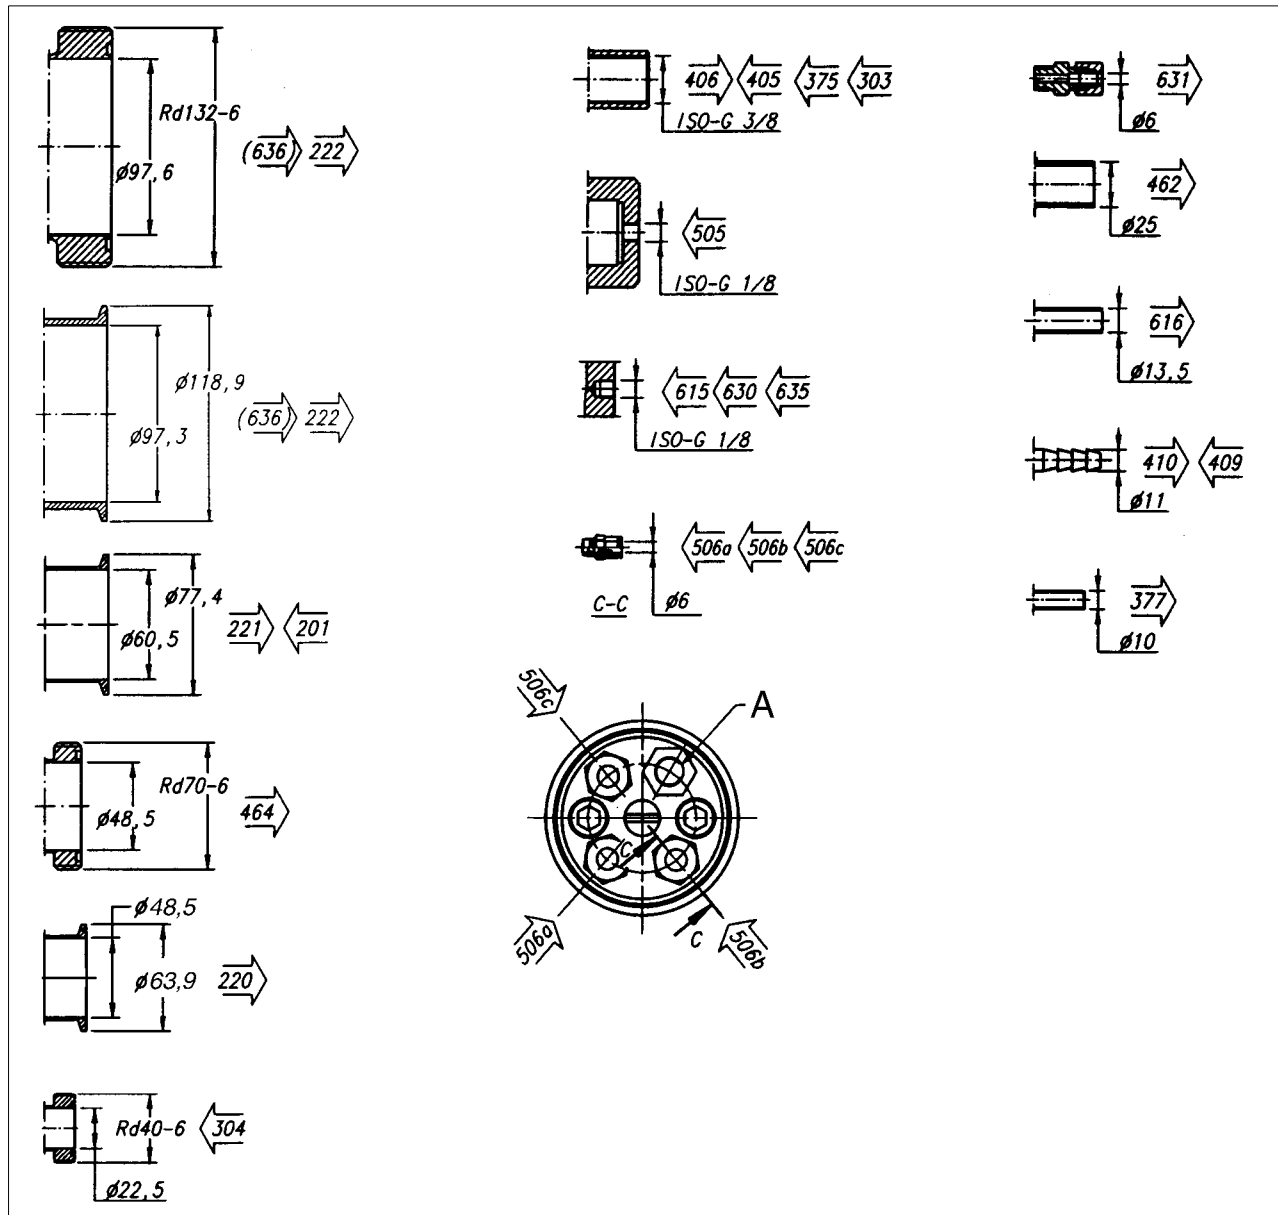 Rd132-6
ø97,6
(636) 222
ø118,9
ø97,3
(636) 222
ø77,4
ø60,5
221 201
Rd70-6
ø48,5
464
ø48,5
ø63,9
220
Rd40-6
304
ø22,5
406 405 375 303
ISO-G 3/8
505
ISO-G 1/8
615 630 635
ISO-G 1/8
506a 506b 506c
C-C
ø6
506c
A
C
506a
C
506b
631
ø6
462
ø25
616
ø13,5
410 409
ø11
377
ø10